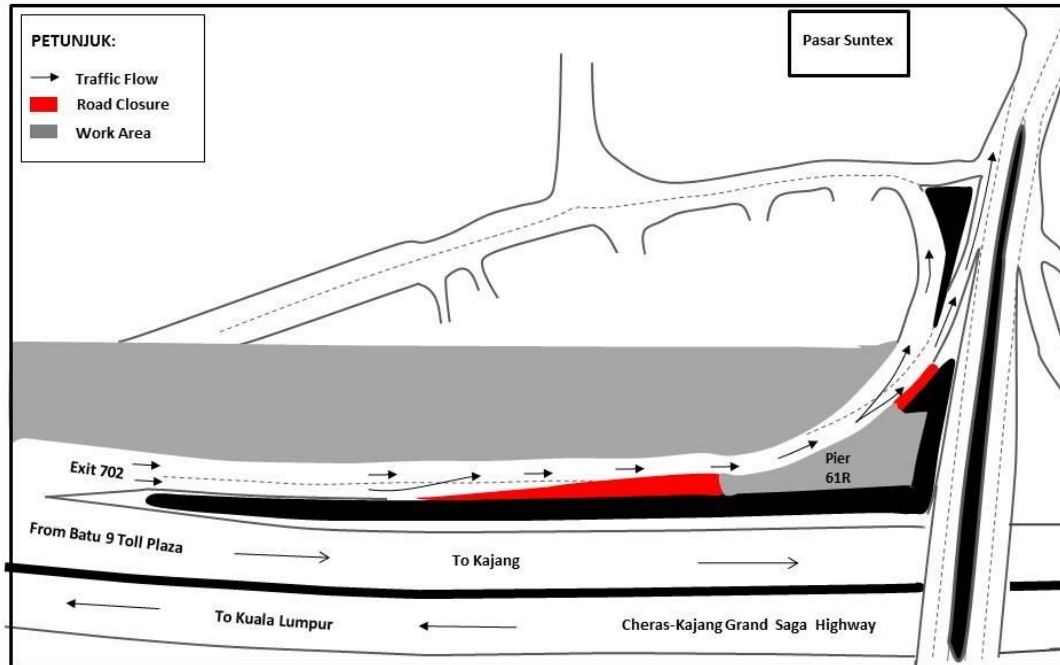 PETUNJUK:
Traffic Flow
Road Closure
Work Area
Pasar Suntex
Exit 702
Pier
61R
From Batu 9 Toll Plaza
To Kajang
To Kuala Lumpur
Cheras-Kajang Grand Saga Highway